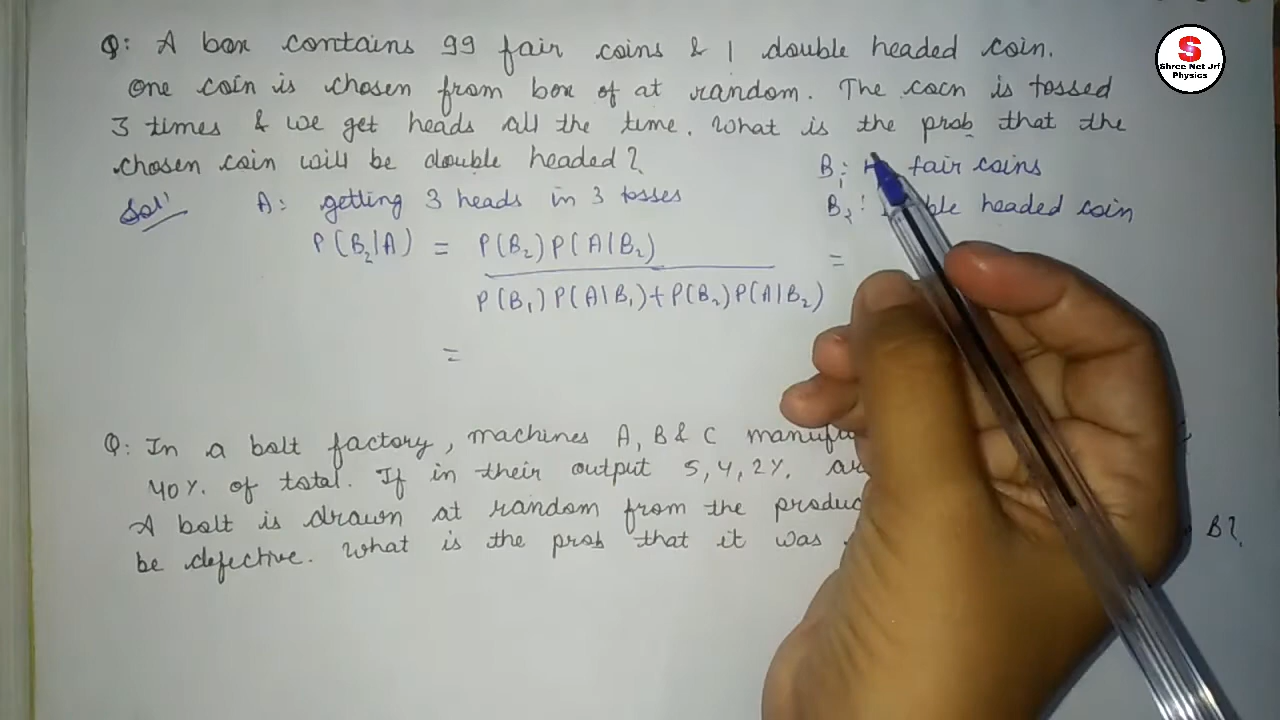 Q: A box contains 99 fair coins & 1 double headed coin.
One coin is chosen from box of at random. The coin is tossed
3 times & we get heads all the time. What is the prob that the
chosen coin will be double headed?
B₁: fair coins
Solⁿ A: getting 3 heads in 3 tosses
B₂: double headed coin
P(B₂|A) = P(B₂)P(A|B₂)
P(B₁)P(A|B₁)+P(B₂)P(A|B₂)
=
=
Q: In a bolt factory, machines A, B & C
40%. of total. If in their output 5, 4, 2%.
A bolt is drawn at random from the
be defective. What is the prob that it was B?
S
Shree Net Jrf
Physics